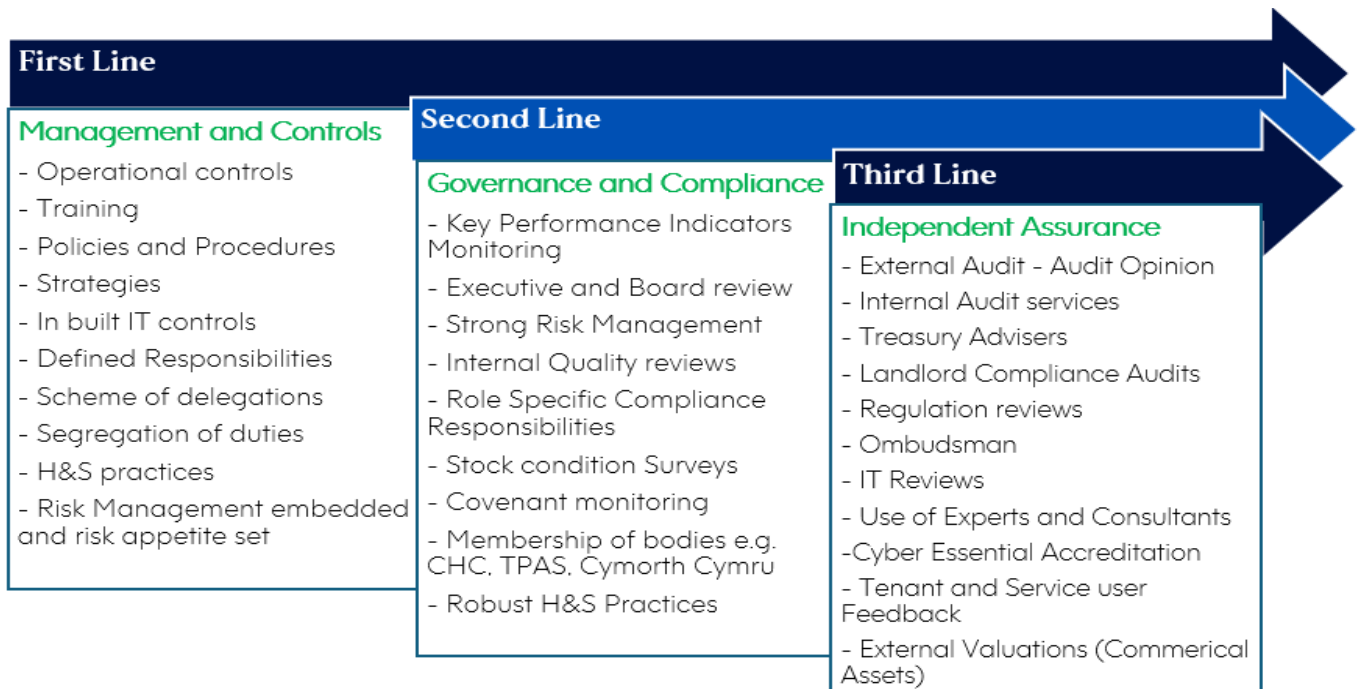 First Line
Management and Controls
- Operational controls
- Training
- Policies and Procedures
- Strategies
- In built IT controls
- Defined Responsibilities
- Scheme of delegations
- Segregation of duties
- H&S practices
- Risk Management embedded
and risk appetite set
Second Line
Governance and Compliance
- Key Performance Indicators
Monitoring
- Executive and Board review
- Strong Risk Management
- Internal Quality reviews
- Role Specific Compliance
Responsibilities
- Stock condition Surveys
- Covenant monitoring
- Membership of bodies e.g.
CHC, TPAS, Cymorth Cymru
- Robust H&S Practices
Third Line
Independent Assurance
- External Audit - Audit Opinion
- Internal Audit services
- Treasury Advisers
- Landlord Compliance Audits
- Regulation reviews
- Ombudsman
- IT Reviews
- Use of Experts and Consultants
-Cyber Essential Accreditation
- Tenant and Service user
Feedback
- External Valuations (Commerical
Assets)